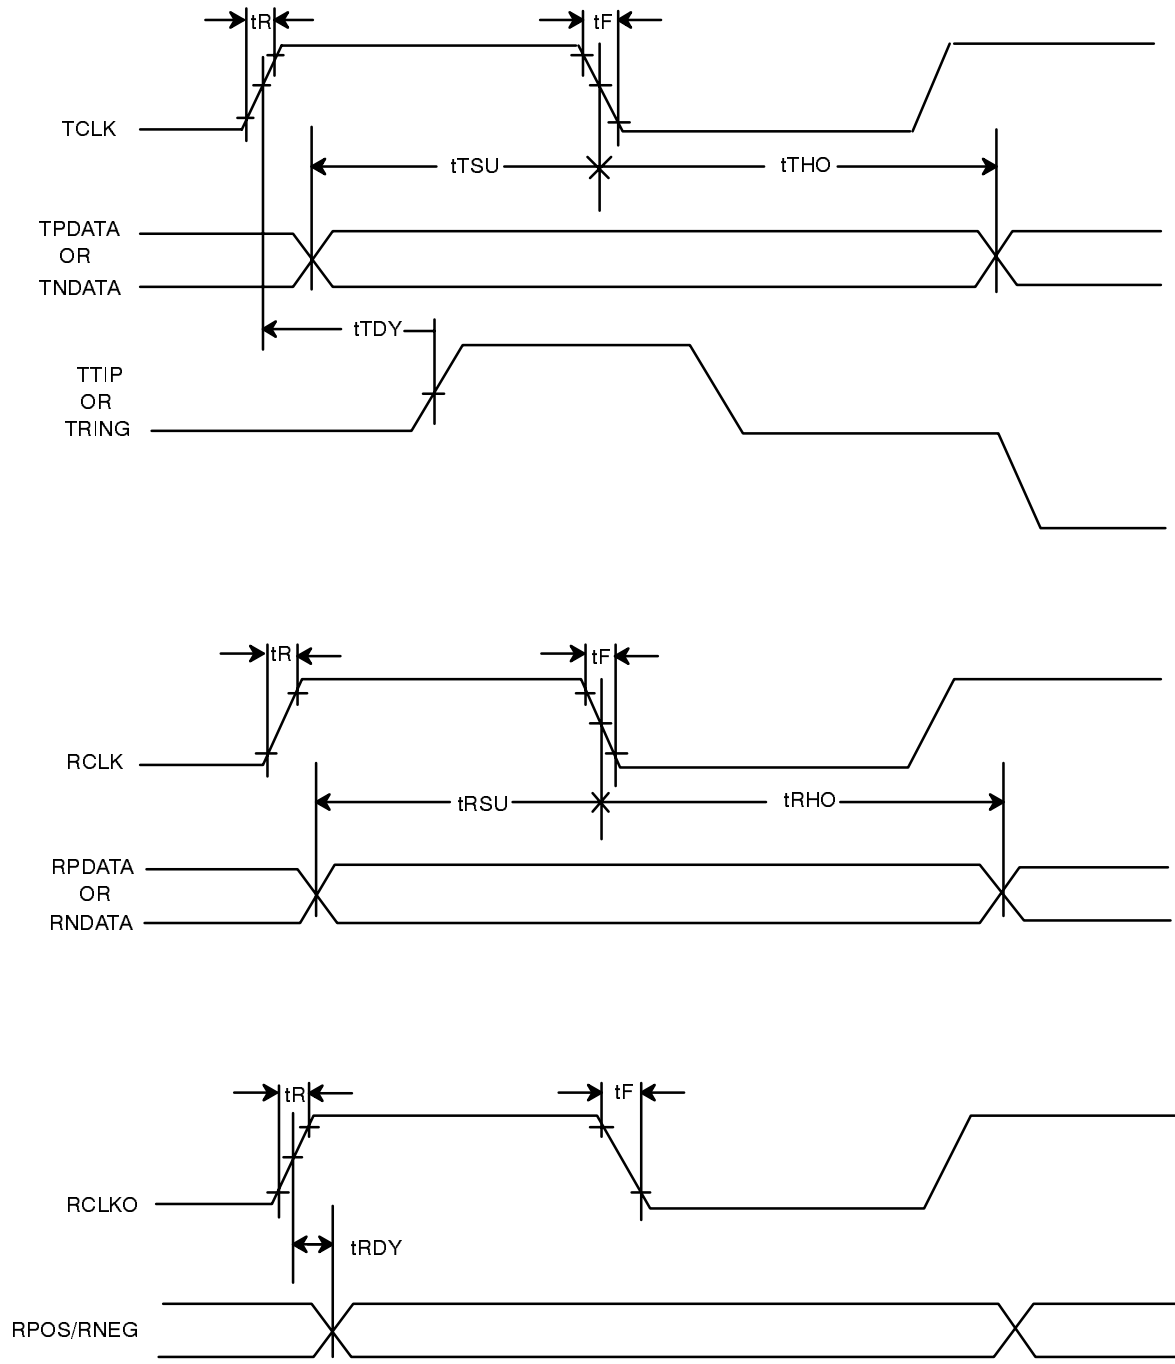 tR
tF
TCLK
tTSU
tTHO
TPDATA
OR
TNDATA
tTDY
TTIP
OR
TRING
tR
tF
RCLK
tRSU
tRHO
RPDATA
OR
RNDATA
tR
tF
RCLKO
tRDY
RPOS/RNEG